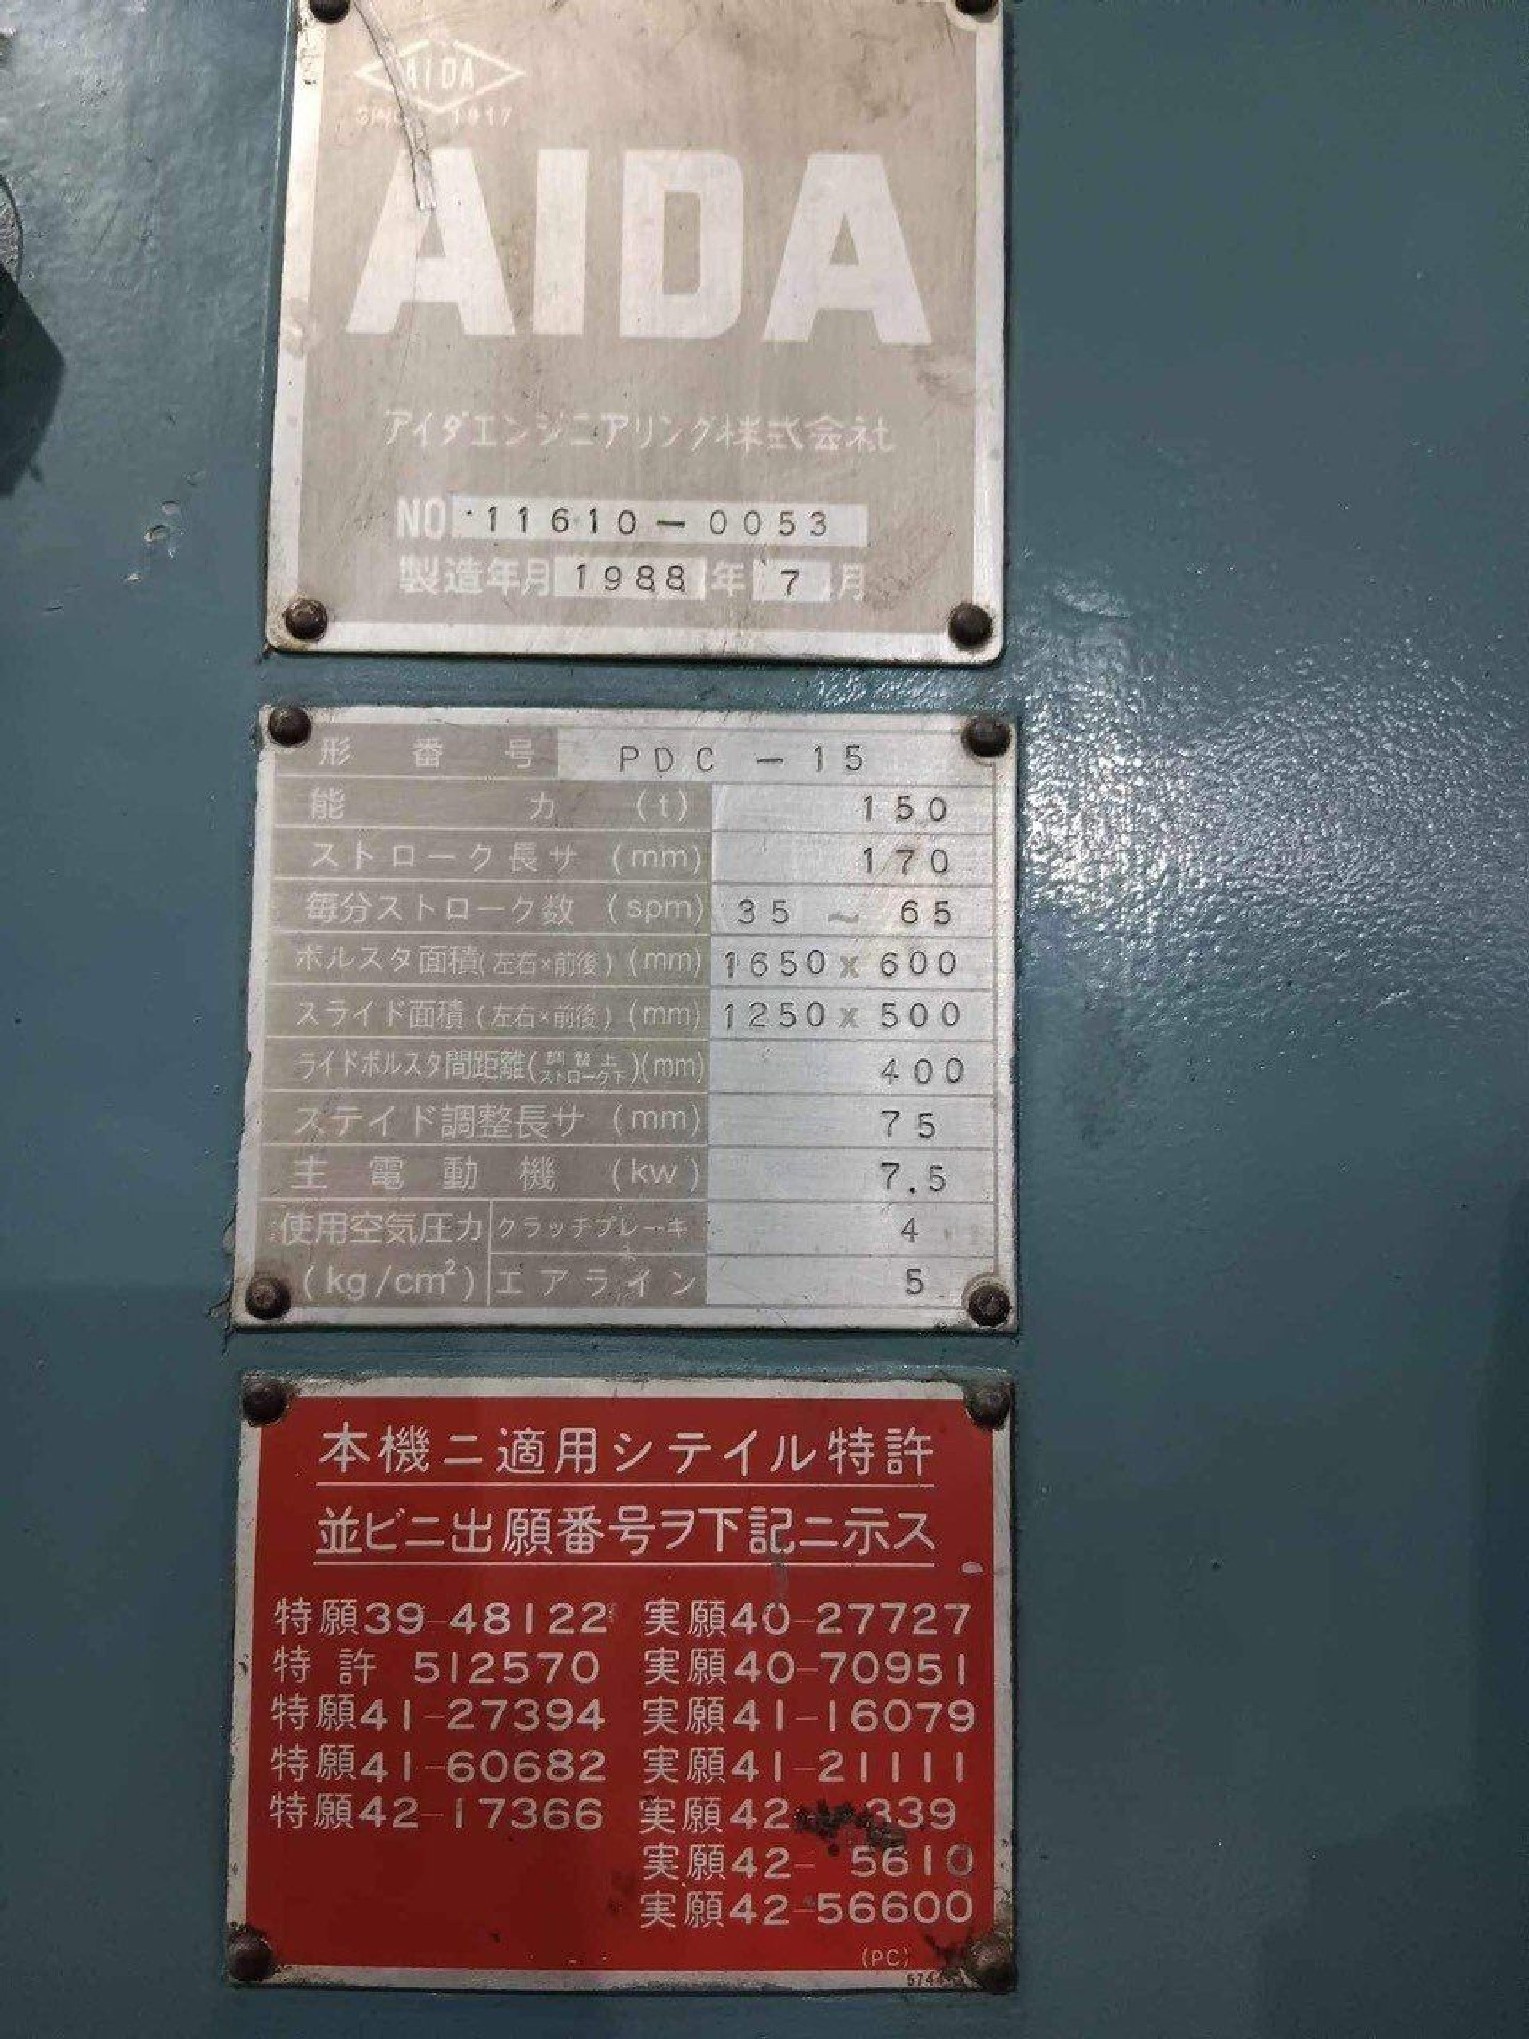 AIDA
SINCE 1917
AIDA
アイダエンジニアリング株式会社
NO 11610-0053
製造年月 1988 年 7 月
形番号 PDC-15
能力 (t) 150
ストローク長サ (mm) 170
毎分ストローク数 (spm) 35 ~ 65
ボルスタ面積(左右×前後) (mm) 1650 x 600
スライド面積 (左右×前後) (mm) 1250 x 500
ライドボルスタ間距離(調整上ストローク下)(mm) 400
ステイド調整長サ (mm) 75
主電動機 (kw) 7.5
使用空気圧力 クラッチブレーキ 4
(kg/cm²) エアライン 5
本機ニ適用シテイル特許
並ビニ出願番号ヲ下記ニ示ス
特願39-48122 実願40-27727
特許 512570 実願40-70951
特願41-27394 実願41-16079
特願41-60682 実願41-21111
特願42-17366 実願42 339
実願42- 5610
実願42-56600
(PC)